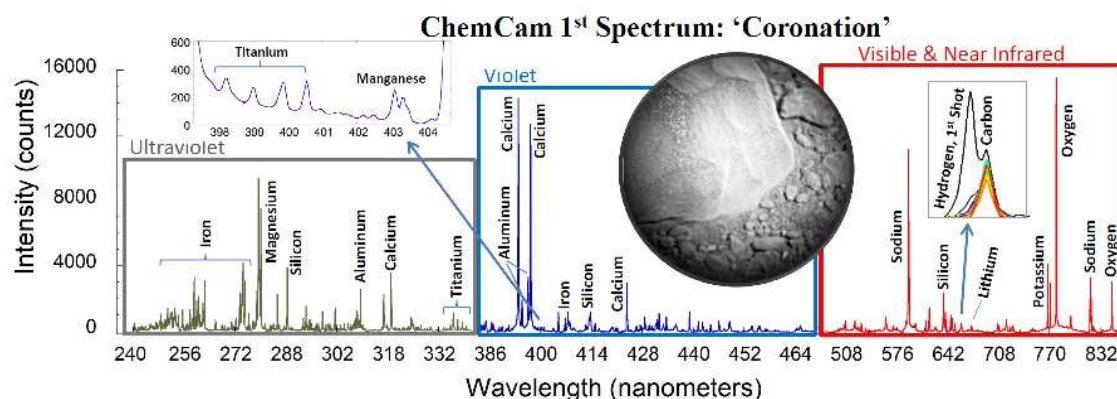 ChemCam 1st Spectrum: ‘Coronation’
600
400
200
0
Titanium
Manganese
398 399 400 401 402 403 404
16000
12000
8000
4000
0
Intensity (counts)
Ultraviolet
Iron
Magnesium
Silicon
Aluminum
Calcium
Titanium
240 256 272 288 302 316 332
Violet
Calcium
Calcium
Aluminum
Iron
Silicon
Calcium
386 400 414 426 440 452 464
Visible & Near Infrared
Hydrogen, 1st Shot
Carbon
Sodium
Silicon
Lithium
Potassium
Oxygen
Sodium
Oxygen
508 576 642 708 770 832
Wavelength (nanometers)